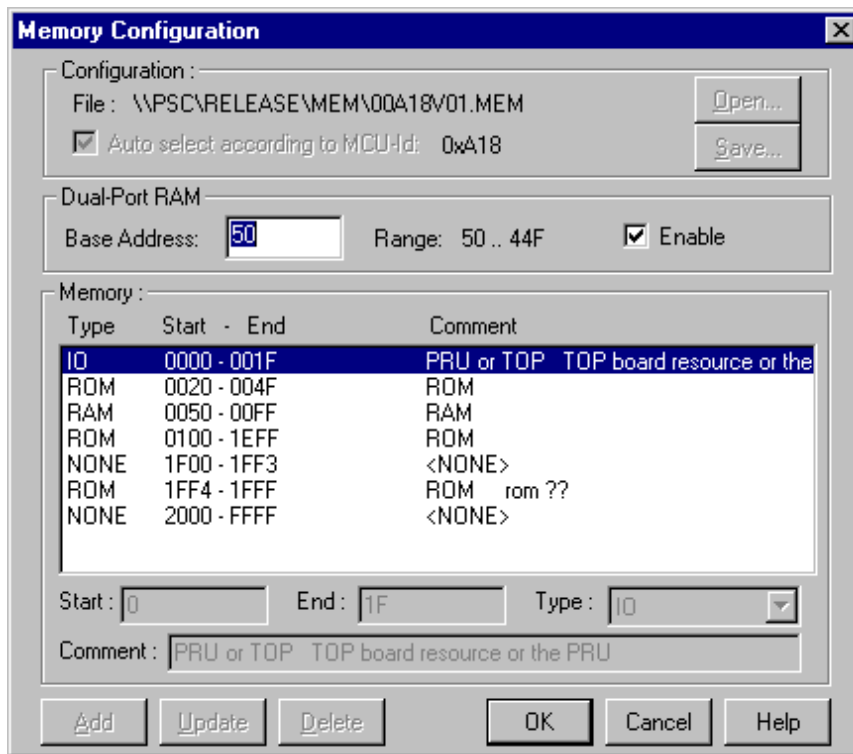 Memory Configuration
Configuration :
File : \\PSC\RELEASE\MEM\00A18V01.MEM
Open...
Auto select according to MCU-Id: 0xA18
Save...
Dual-Port RAM
Base Address: 50 Range: 50 .. 44F Enable
Memory :
Type Start - End Comment
IO 0000 - 001F PRU or TOP TOP board resource or the
ROM 0020 - 004F ROM
RAM 0050 - 00FF RAM
ROM 0100 - 1EFF ROM
NONE 1F00 - 1FF3 <NONE>
ROM 1FF4 - 1FFF ROM rom ??
NONE 2000 - FFFF <NONE>
Start : 0 End : 1F Type : IO
Comment : PRU or TOP TOP board resource or the PRU
Add Update Delete OK Cancel Help